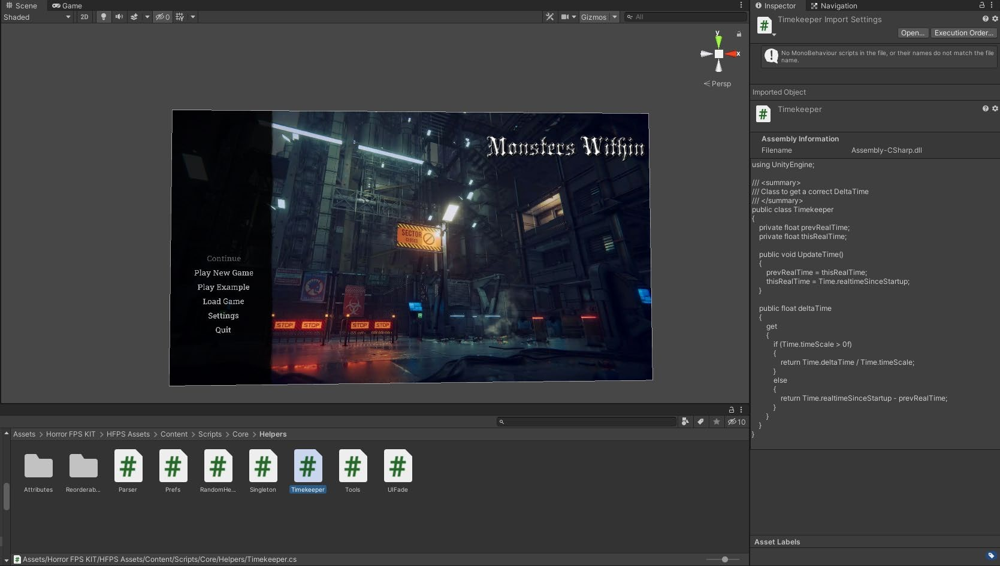 Scene
Game
Shaded
2D
0
Gizmos
All
y
x
Persp
Monsters Within
SECTOR
CLOSED
ZONE 12
Continue
Play New Game
Play Example
Load Game
Settings
Quit
STOP STOP STOP STOP
10
Assets > Horror FPS KIT > HFPS Assets > Content > Scripts > Core > Helpers
Attributes
Reorderab...
Parser
Prefs
RandomHe...
Singleton
Timekeeper
Tools
UIFade
Assets/Horror FPS KIT/HFPS Assets/Content/Scripts/Core/Helpers/Timekeeper.cs
Inspector
Navigation
Timekeeper Import Settings
Open...
Execution Order...
No MonoBehaviour scripts in the file, or their names do not match the file
name.
Imported Object
Timekeeper
Assembly Information
Filename Assembly-CSharp.dll
using UnityEngine;
/// <summary>
/// Class to get a correct DeltaTime
/// </summary>
public class Timekeeper
{
private float prevRealTime;
private float thisRealTime;
public void UpdateTime()
{
prevRealTime = thisRealTime;
thisRealTime = Time.realtimeSinceStartup;
}
public float deltaTime
{
get
{
if (Time.timeScale > 0f)
{
return Time.deltaTime / Time.timeScale;
}
else
{
return Time.realtimeSinceStartup - prevRealTime;
}
}
}
}
Asset Labels